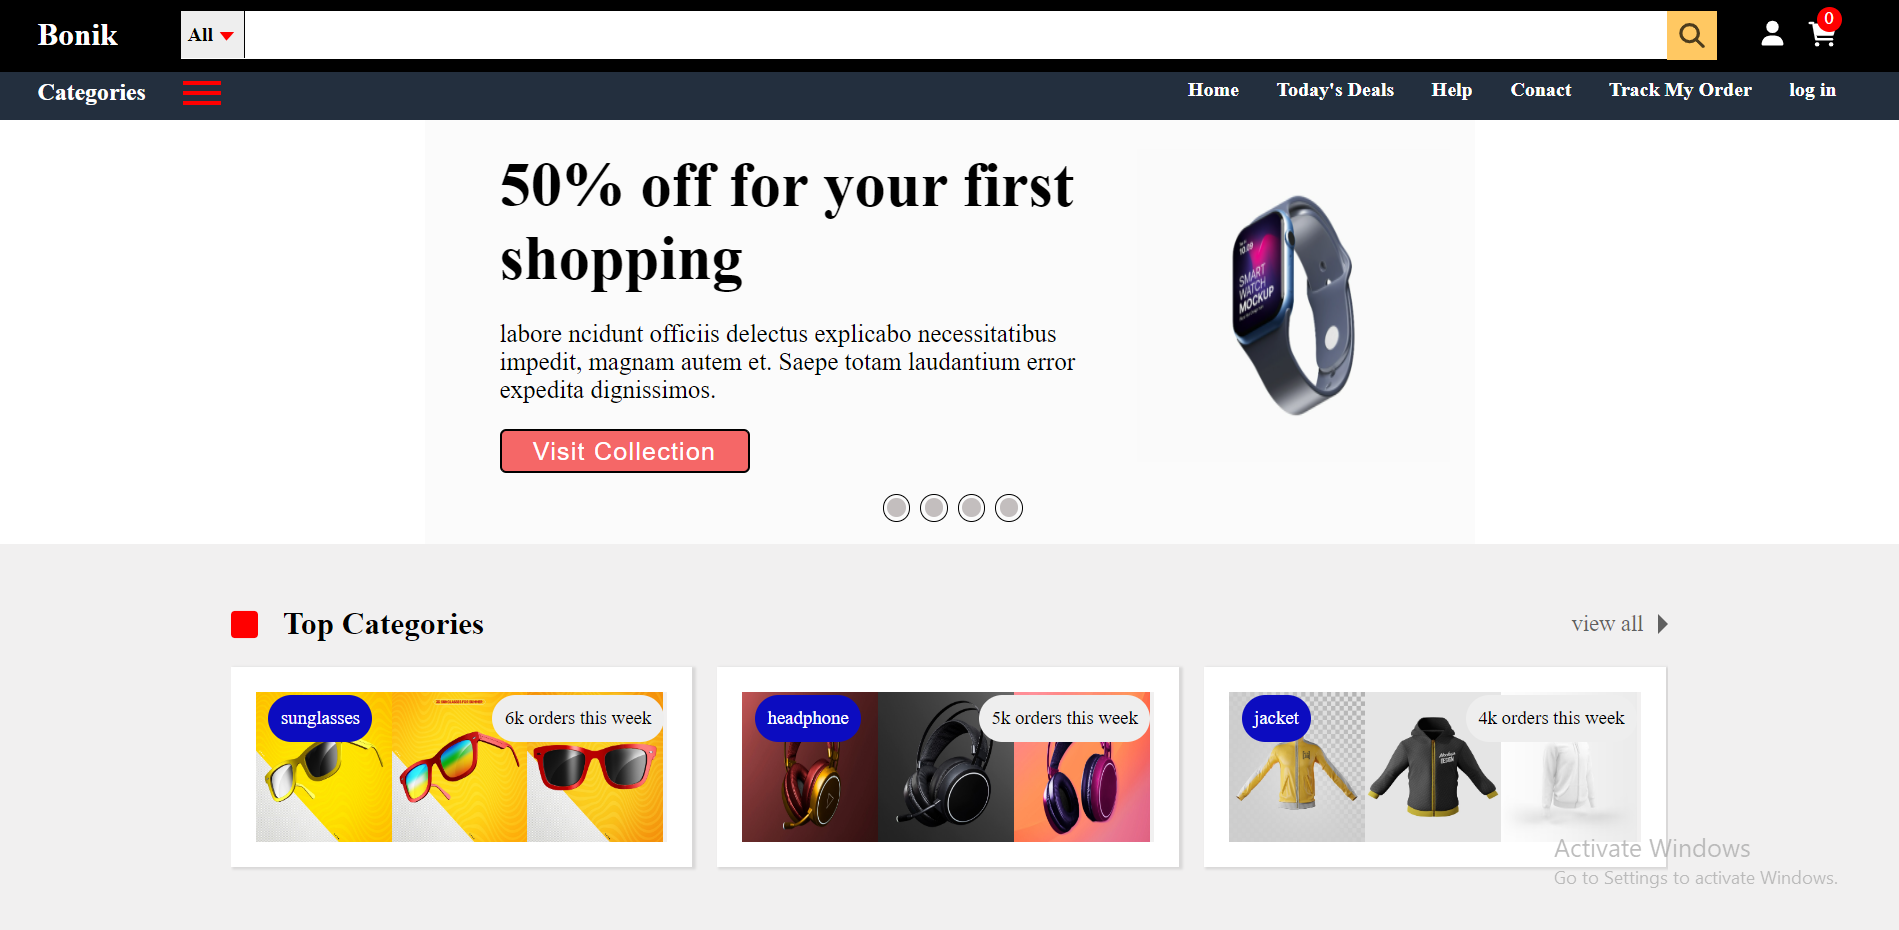 Bonik
All
0
Categories
Home
Today's Deals
Help
Conact
Track My Order
log in
50% off for your first
shopping
labore ncidunt officiis delectus explicabo necessitatibus
impedit, magnam autem et. Saepe totam laudantium error
expedita dignissimos.
Visit Collection
10:09
SMART
WATCH
MOCKUP
Top Categories
view all
sunglasses
6k orders this week
headphone
5k orders this week
jacket
4k orders this week
DESIGN
Activate Windows
Go to Settings to activate Windows.